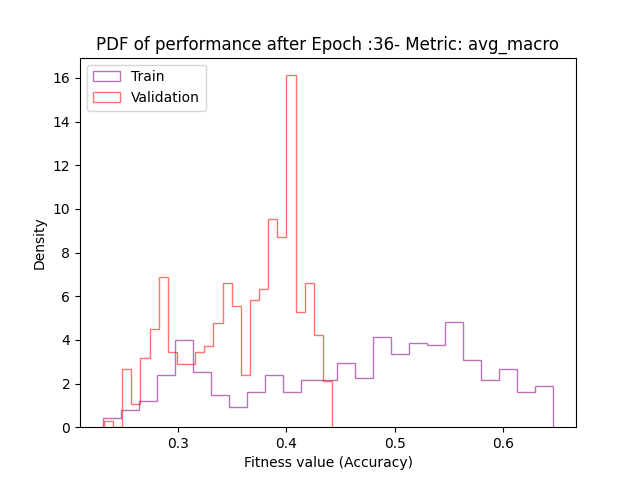 PDF of performance after Epoch :36- Metric: avg_macro
Train
Validation
16
14
12
10
8
6
4
2
0
Density
0.3 0.4 0.5 0.6
Fitness value (Accuracy)